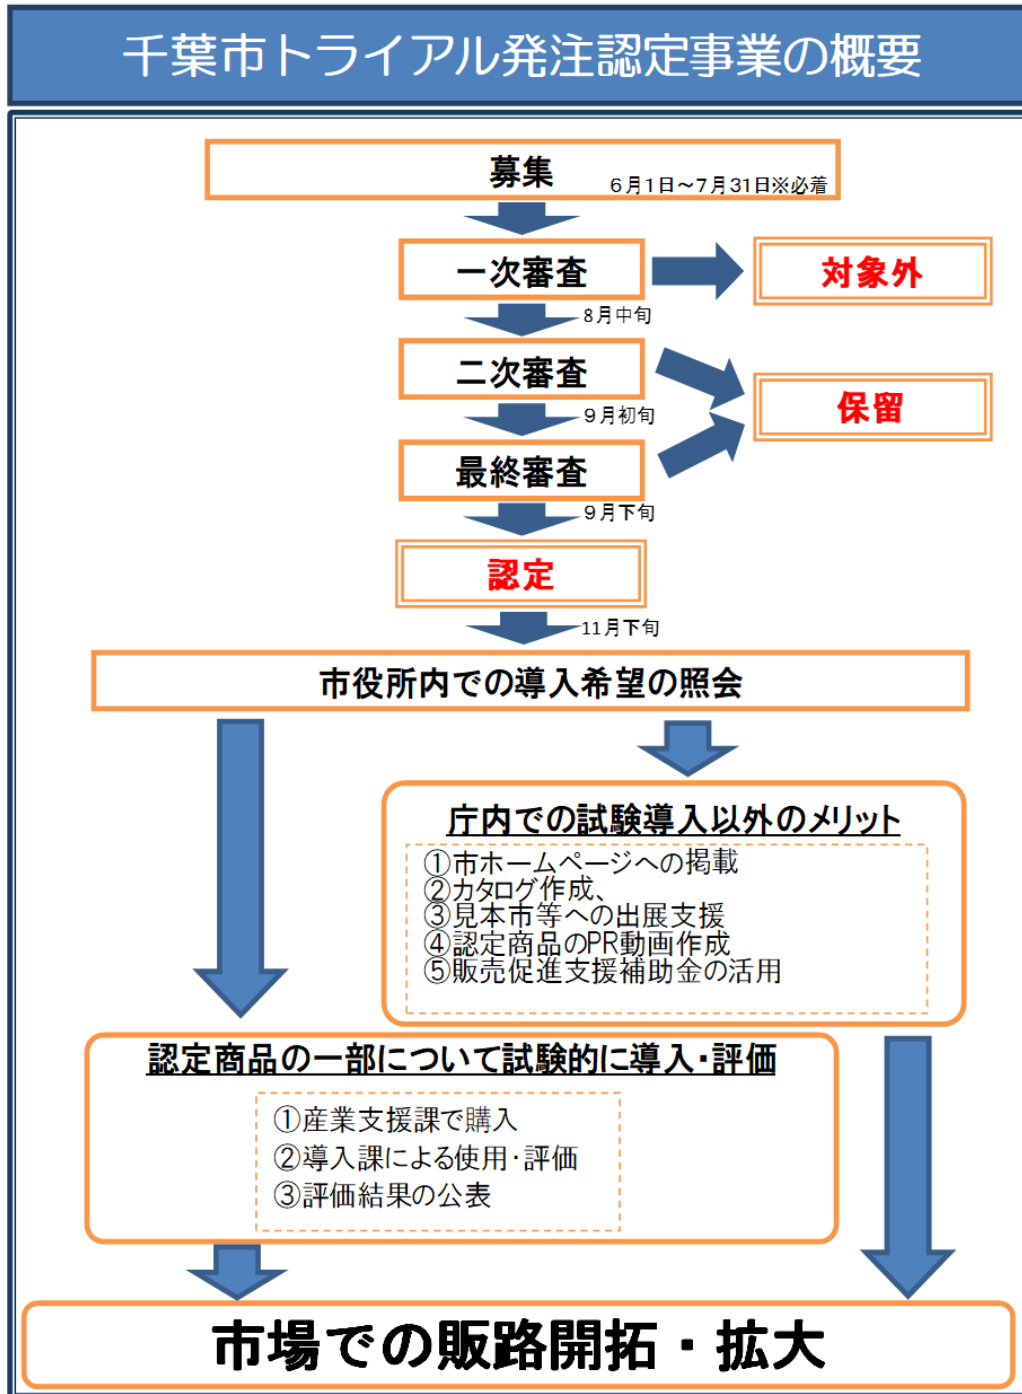 千葉市トライアル発注認定事業の概要
募集
6月1日～7月31日※必着
一次審査
対象外
8月中旬
二次審査
保留
9月初旬
最終審査
9月下旬
認定
11月下旬
市役所内での導入希望の照会
庁内での試験導入以外のメリット
①市ホームページへの掲載
②カタログ作成、
③見本市等への出展支援
④認定商品のPR動画作成
⑤販売促進支援補助金の活用
認定商品の一部について試験的に導入・評価
①産業支援課で購入
②導入課による使用・評価
③評価結果の公表
市場での販路開拓・拡大